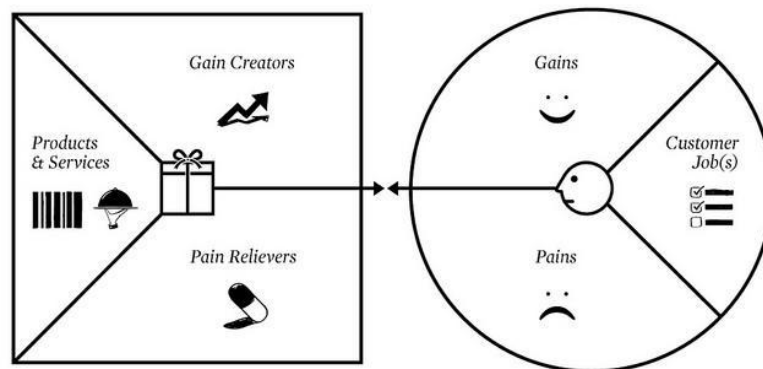 Gain Creators
Products
& Services
Pain Relievers
Gains
Customer
Job(s)
Pains